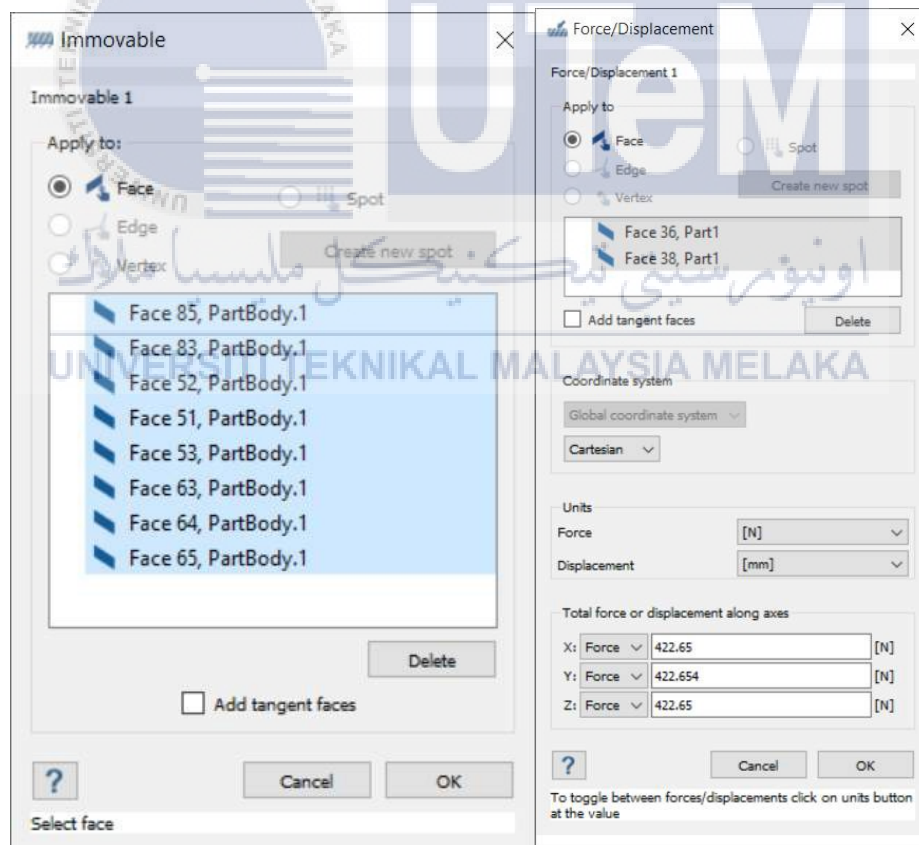 Immovable
Immovable 1
Apply to:
Face
Spot
Edge
Create new spot
Vertex
Face 85, PartBody.1
Face 83, PartBody.1
Face 52, PartBody.1
Face 51, PartBody.1
Face 53, PartBody.1
Face 63, PartBody.1
Face 64, PartBody.1
Face 65, PartBody.1
Delete
Add tangent faces
?
Cancel
OK
Select face
Force/Displacement
Force/Displacement 1
Apply to
Face
Spot
Edge
Create new spot
Vertex
Face 36, Part1
Face 38, Part1
Add tangent faces
Delete
Coordinate system
Global coordinate system
Cartesian
Units
Force [N]
Displacement [mm]
Total force or displacement along axes
X: Force 422.65 [N]
Y: Force 422.654 [N]
Z: Force 422.65 [N]
?
Cancel
OK
To toggle between forces/displacements click on units button
at the value
UTeM
اونيۏرسيتي تيكنيكل مليسيا ملاك
UNIVERSITI TEKNIKAL MALAYSIA MELAKA